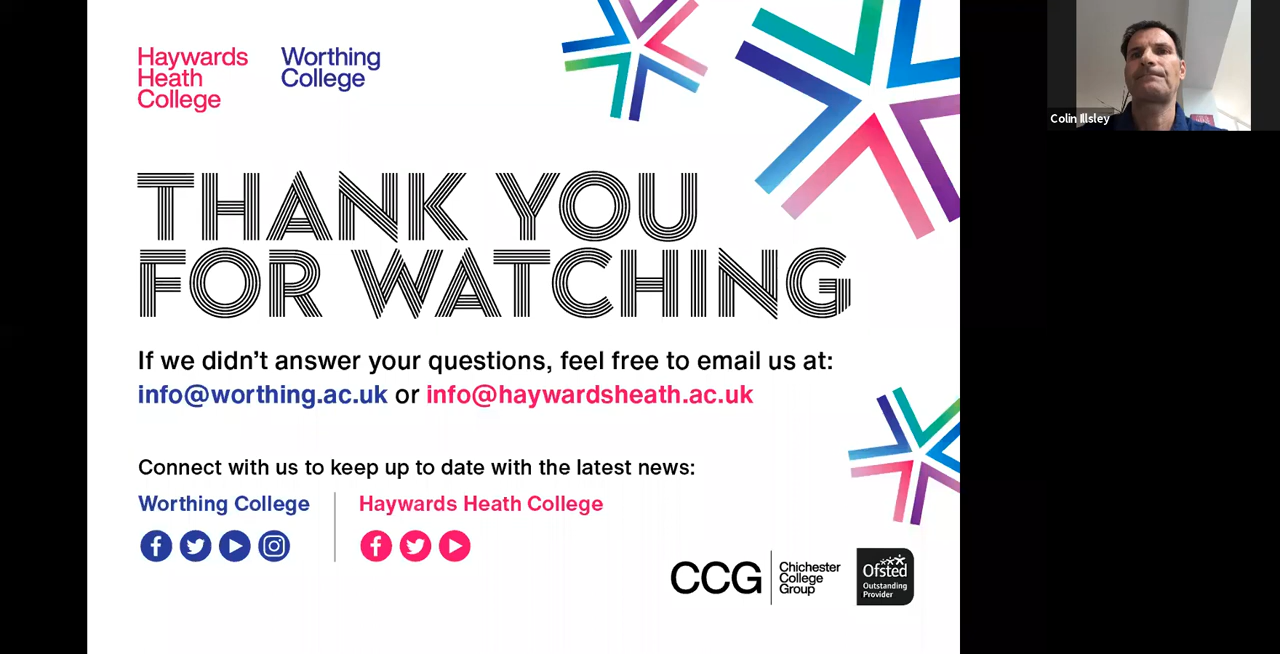 Haywards
Heath
College
Worthing
College
THANK YOU
FOR WATCHING
If we didn't answer your questions, feel free to email us at:
info@worthing.ac.uk or info@haywardsheath.ac.uk
Connect with us to keep up to date with the latest news:
Worthing College
Haywards Heath College
CCG
Chichester
College
Group
Ofsted
Outstanding
Provider
Colin Illsley